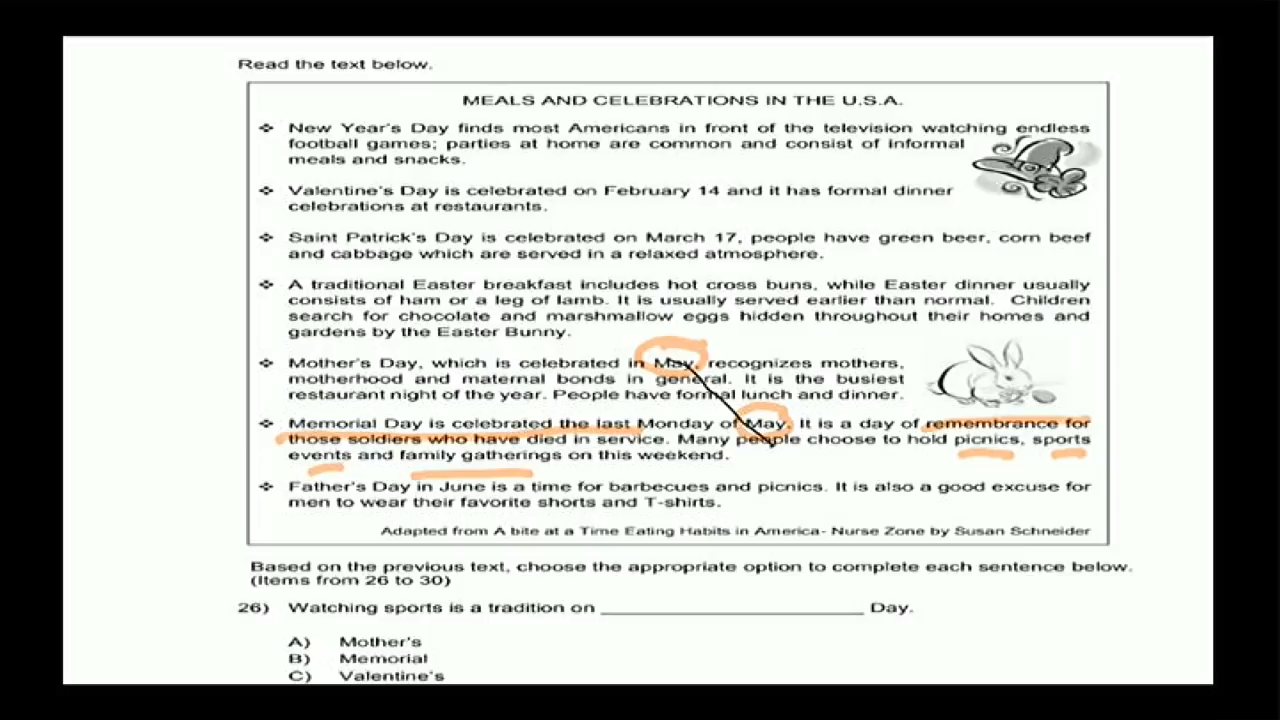 Read the text below.
MEALS AND CELEBRATIONS IN THE U.S.A.
❖ New Year's Day finds most Americans in front of the television watching endless
football games; parties at home are common and consist of informal
meals and snacks.
❖ Valentine's Day is celebrated on February 14 and it has formal dinner
celebrations at restaurants.
❖ Saint Patrick's Day is celebrated on March 17, people have green beer, corn beef
and cabbage which are served in a relaxed atmosphere.
❖ A traditional Easter breakfast includes hot cross buns, while Easter dinner usually
consists of ham or a leg of lamb. It is usually served earlier than normal. Children
search for chocolate and marshmallow eggs hidden throughout their homes and
gardens by the Easter Bunny.
❖ Mother's Day, which is celebrated in May, recognizes mothers,
motherhood and maternal bonds in general. It is the busiest
restaurant night of the year. People have formal lunch and dinner.
❖ Memorial Day is celebrated the last Monday of May. It is a day of remembrance for
those soldiers who have died in service. Many people choose to hold picnics, sports
events and family gatherings on this weekend.
❖ Father's Day in June is a time for barbecues and picnics. It is also a good excuse for
men to wear their favorite shorts and T-shirts.
Adapted from A bite at a Time Eating Habits in America- Nurse Zone by Susan Schneider
Based on the previous text, choose the appropriate option to complete each sentence below.
(Items from 26 to 30)
26) Watching sports is a tradition on ______________________ Day.
A) Mother's
B) Memorial
C) Valentine's